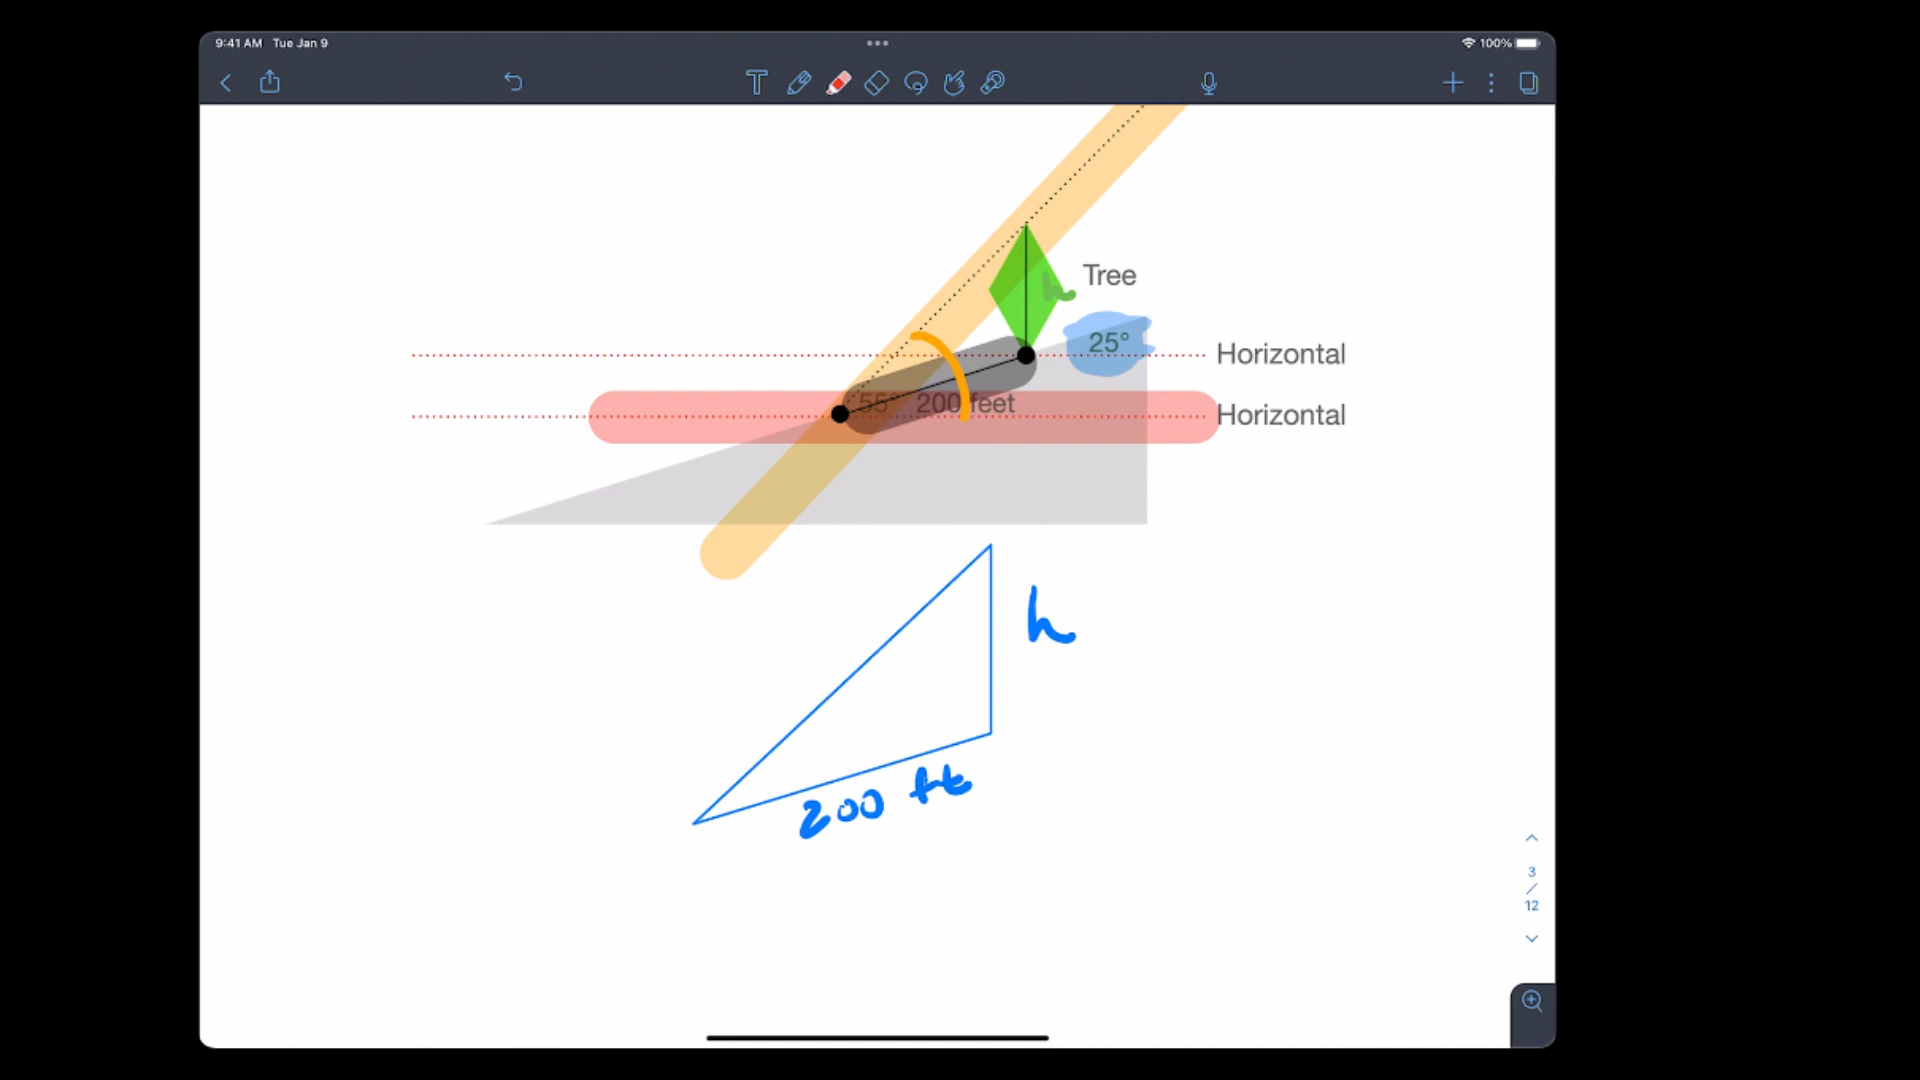 9:41 AM Tue Jan 9
100%
T
h
Tree
25°
Horizontal
55° 200 feet
Horizontal
h
200 ft
3
/
12